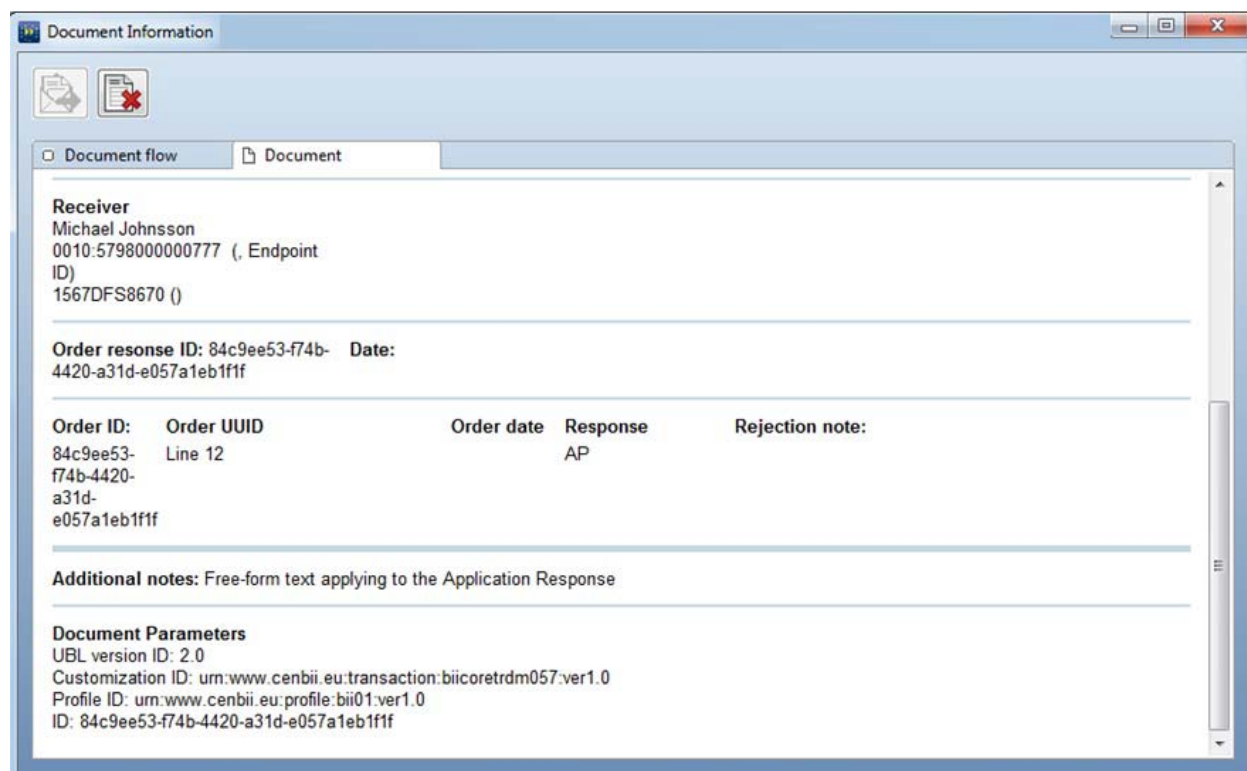 Document Information
Document flow
Document
Receiver
Michael Johnsson
0010:5798000000777 (, Endpoint
ID)
1567DFS8670 ()
Order resonse ID: 84c9ee53-f74b- Date:
4420-a31d-e057a1eb1f1f
Order ID: Order UUID Order date Response Rejection note:
84c9ee53- Line 12 AP
f74b-4420-
a31d-
e057a1eb1f1f
Additional notes: Free-form text applying to the Application Response
Document Parameters
UBL version ID: 2.0
Customization ID: urn:www.cenbii.eu:transaction:biicoretrdm057:ver1.0
Profile ID: urn:www.cenbii.eu:profile:bii01:ver1.0
ID: 84c9ee53-f74b-4420-a31d-e057a1eb1f1f